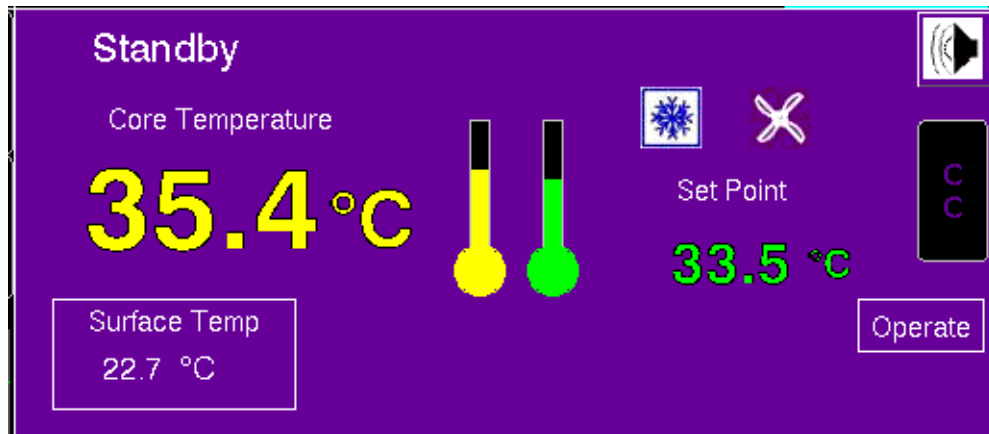 Standby
Core Temperature
35.4 °C
Set Point
33.5 °C
C
C
Surface Temp
22.7 °C
Operate